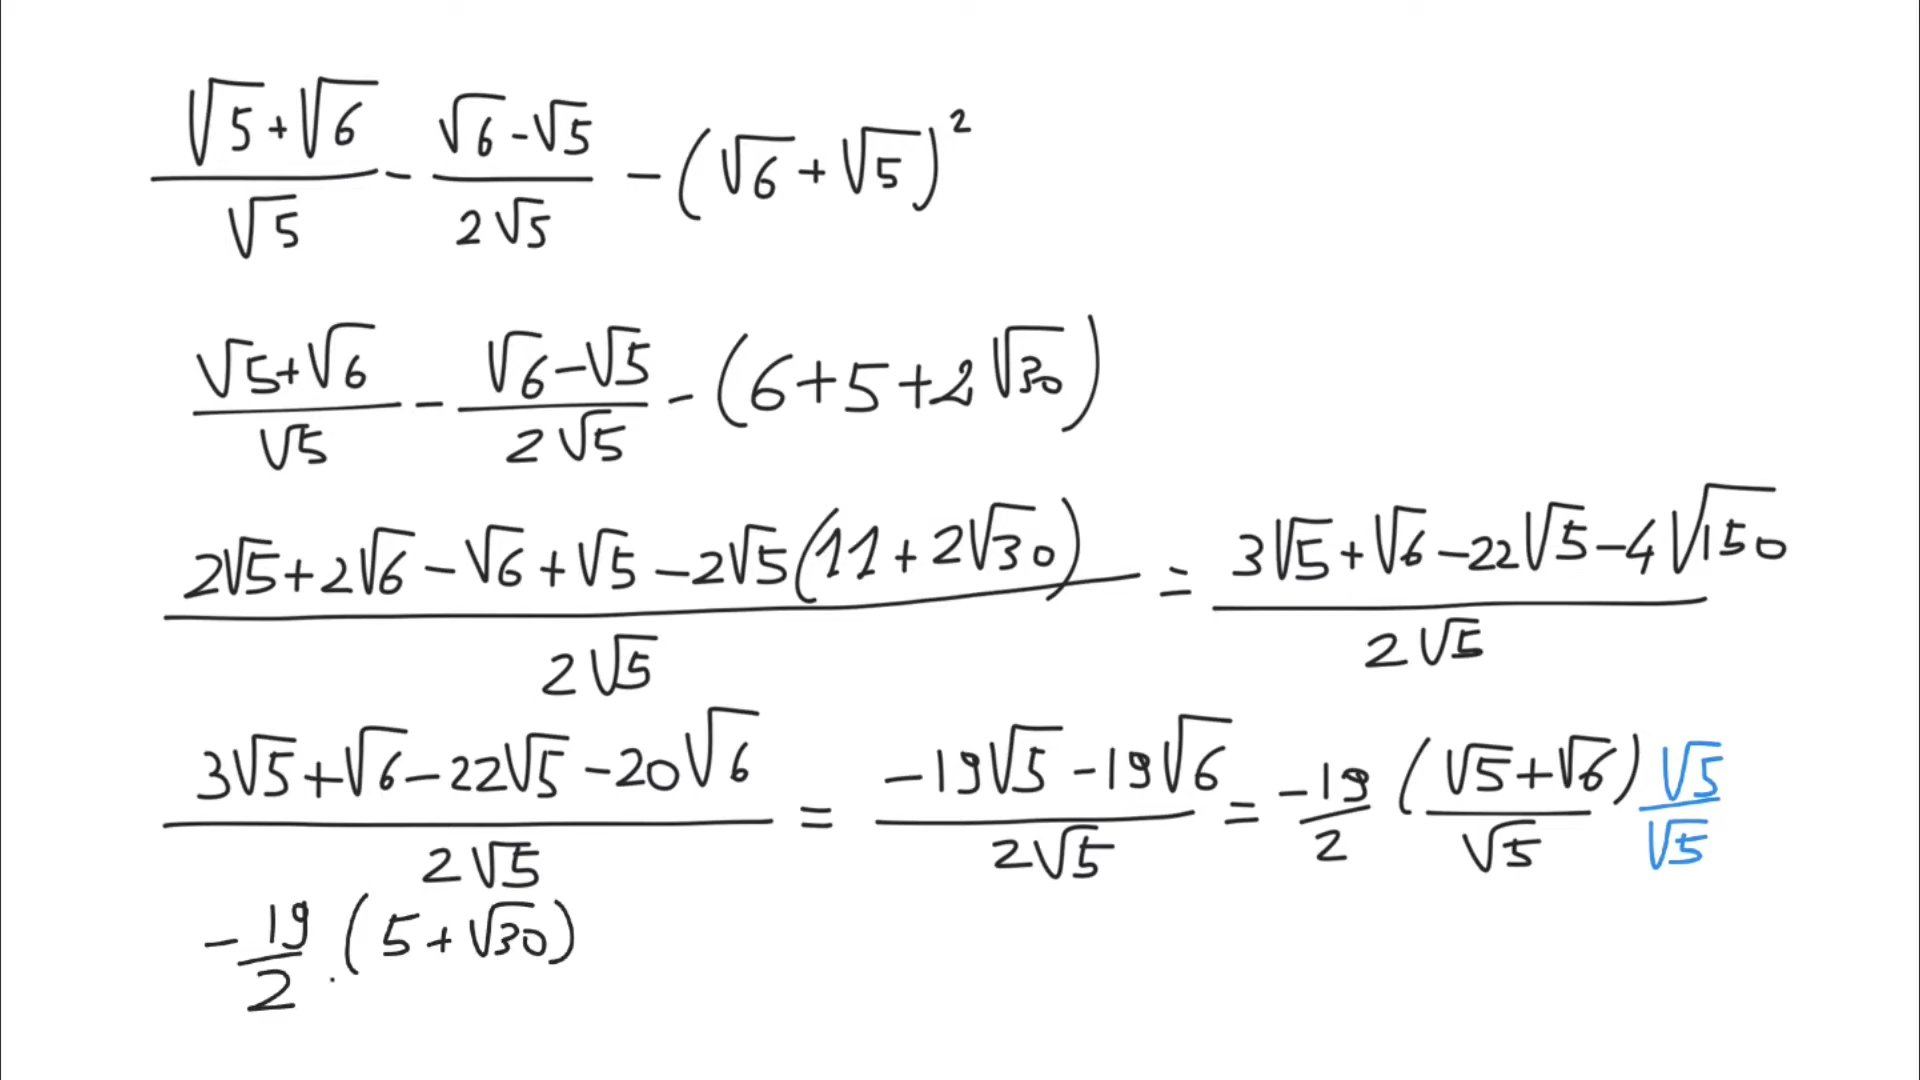 (√5+√6)/√5 - (√6-√5)/(2√5) - (√6+√5)²
(√5+√6)/√5 - (√6-√5)/(2√5) - (6+5+2√30)
(2√5+2√6-√6+√5-2√5(11+2√30))/(2√5) = (3√5+√6-22√5-4√150)/(2√5)
(3√5+√6-22√5-20√6)/(2√5) = (-19√5-19√6)/(2√5) = -19/2 (√5+√6)/√5 √5/√5
-19/2 . (5+√30)